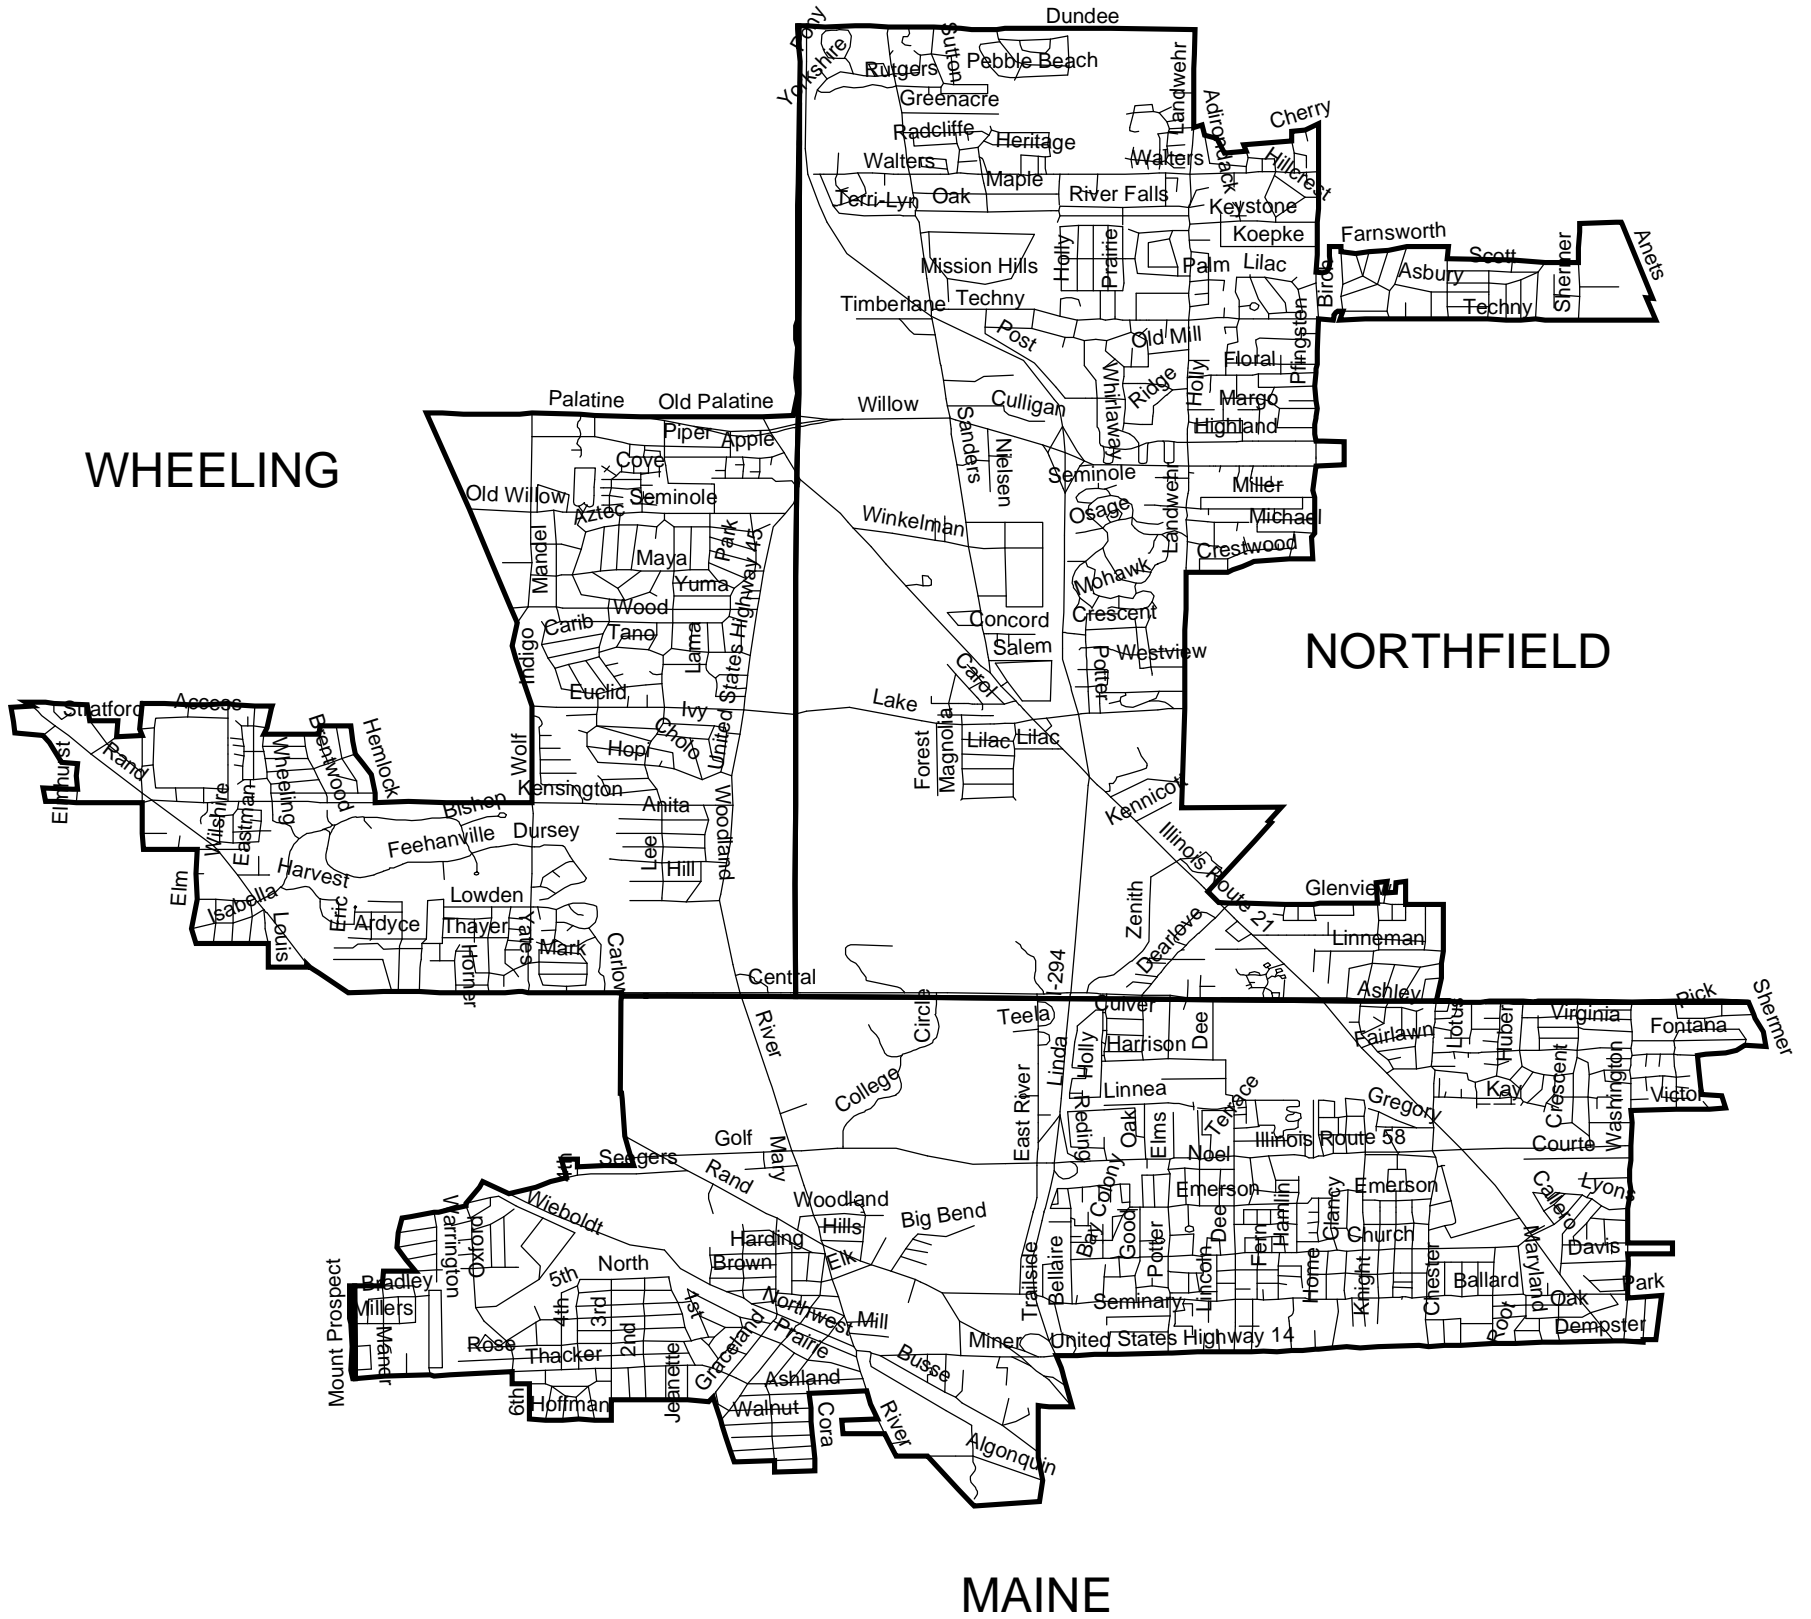 Dundee
Pony
Yorkshire
Rutgers
Sutton
Pebble Beach
Landwehr
Greenacre
Adirondack
Cherry
Radcliffe
Heritage
Walters
Walters
Hillcrest
Maple
Terri-Lyn
Oak
River Falls
Keystone
Koepke
Farnsworth
Scott
Shermer
Anets
Mission Hills
Holly
Prairie
Palm
Lilac
Birch
Asbury
Techny
Timberlane
Techny
Post
Old Mill
Pfingsten
Floral
Whirlaway
Ridge
Holly
Margo
Highland
Palatine
Old Palatine
Willow
Culligan
Sanders
Nielsen
Piper
Apple
WHEELING
Cove
Seminole
Old Willow
Seminole
Miller
Aztec
Osage
Landwehr
Michael
Winkelman
Park
Mandel
Maya
Crestwood
United States Highway 45
Yuma
Mohawk
Wood
Concord
Crescent
Carib
Tano
Lama
Salem
NORTHFIELD
Indigo
Potter
Westview
Carol
Euclid
Lake
Ivy
Stratford
Access
Brentwood
Hemlock
Wheeling
Rand
Elmhurst
Wolf
Hopi
Cholo
Forest
Magnolia
Lilac
Lilac
Kensington
Anita
Woodland
Kennicott
Bishop
Wilshire
Eastman
Feehanville
Dursey
Lee
Hill
Illinois Route 21
Harvest
Elm
Isabella
Lowden
Glenview
Louis
Eric
Ardyce
Thayer
Yates
Mark
Horner
Carlow
Zenith
Dearlove
Linneman
Central
I-294
Ashley
Culver
Circle
Teela
River
Linda
Holly
Harrison
Dee
Fairlawn
Lotus
Huber
Virginia
Rick
Fontana
Shermer
College
East River
Linnea
Terrace
Reding
Oak
Elms
Gregory
Kay
Crescent
Washington
Victor
Golf
Mary
Illinois Route 58
Courte
Seegers
Rand
Noel
Bay Colony
Emerson
Emerson
Calleto
Lyons
Wieboldt
Warrington
Oxford
Woodland
Hills
Big Bend
Harding
Good
Potter
Dee
Fern
Hamlin
Clancy
Church
Maryland
Davis
Brown
Elk
Trailside
Bellaire
Lincoln
Home
Knight
Chester
Ballard
Park
Bradley
Millers
Mount Prospect
Maner
North
5th
4th
3rd
2nd
1st
Northwest
Prairie
Mill
Seminary
Root
Oak
Dempster
Rose
Thacker
Graceland
Jeanette
Miner
United States Highway 14
Busse
Ashland
6th
Hoffman
Walnut
Cora
River
Algonquin
MAINE